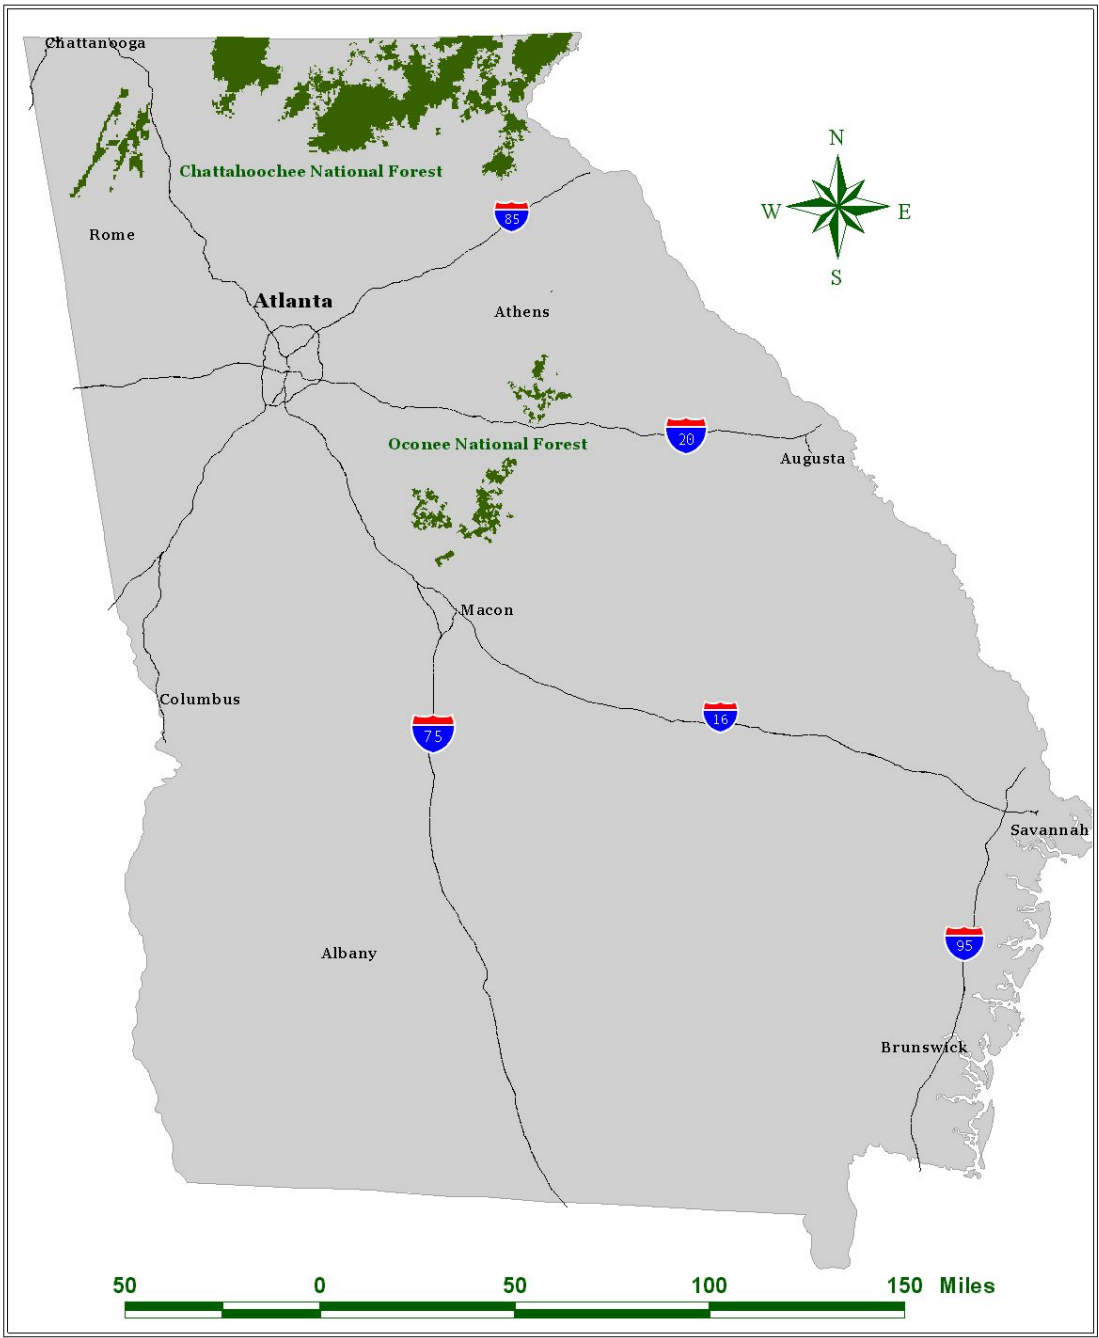 Chattanooga
N
Chattahoochee National Forest
W
E
85
Rome
S
Atlanta
Athens
20
Oconee National Forest
Augusta
Macon
Columbus
16
75
Savannah
95
Albany
Brunswick
50 0 50 100 150 Miles